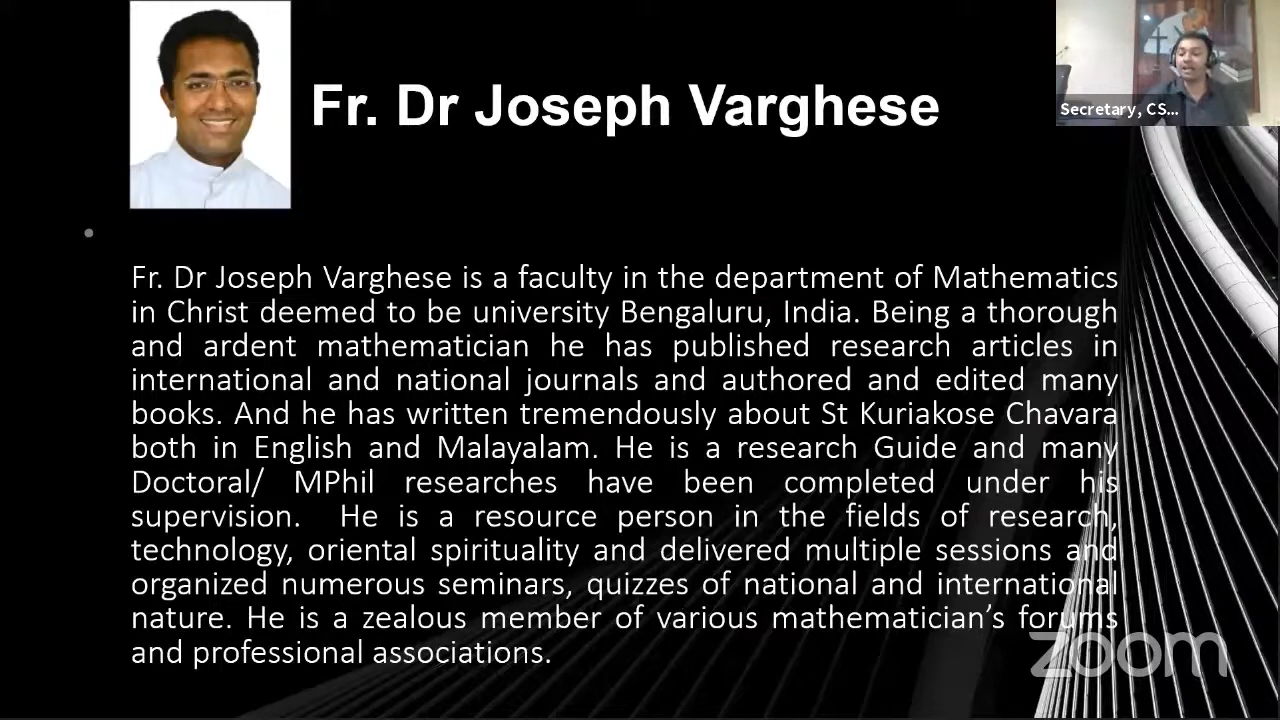 Fr. Dr Joseph Varghese
Secretary, CS...
Fr. Dr Joseph Varghese is a faculty in the department of Mathematics
in Christ deemed to be university Bengaluru, India. Being a thorough
and ardent mathematician he has published research articles in
international and national journals and authored and edited many
books. And he has written tremendously about St Kuriakose Chavara
both in English and Malayalam. He is a research Guide and many
Doctoral/ MPhil researches have been completed under his
supervision. He is a resource person in the fields of research,
technology, oriental spirituality and delivered multiple sessions and
organized numerous seminars, quizzes of national and international
nature. He is a zealous member of various mathematician’s forums
and professional associations.
zoom